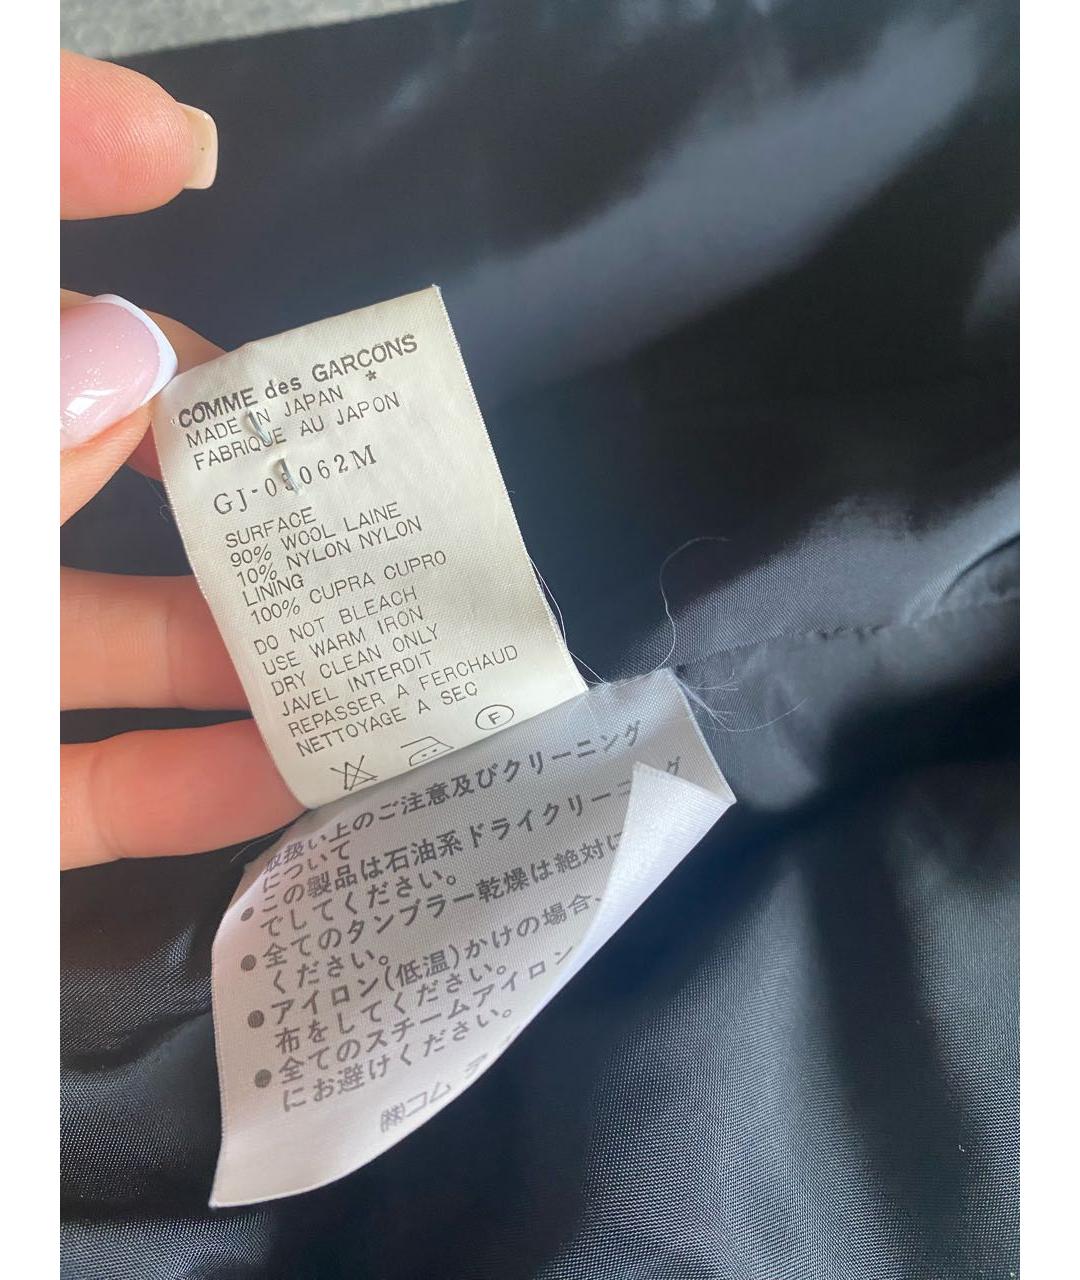 COMME des GARCONS
*
MADE IN JAPAN
FABRIQUE AU JAPON
062M
SURFACE
90% WOOL LAINE
10% NYLON NYLON
LINING
100% CUPRA CUPRO
DO NOT BLEACH
USE WARM IRON
DRY CLEAN ONLY
JAVEL INTERDIT
REPASSER A FERCHAUD
NETTOYAGE A SEC
F
取扱い上のご注意及びクリーニング
について
●この製品は石油系ドライクリーニング
でしてください。
●全てのタンブラー乾燥は絶対に
ください。
●アイロン(低温)かけの場合、
布をしてください。
●全てのスチームアイロン
にお避けください。
㈱コム